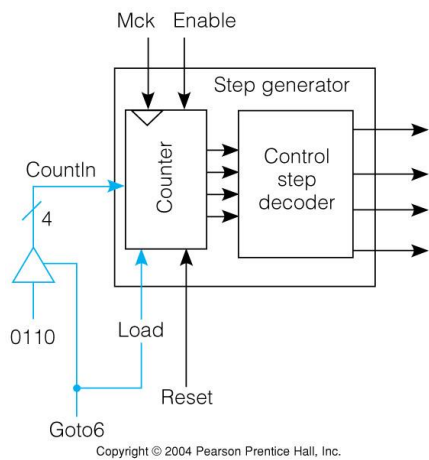 Mck Enable
Step generator
CountIn
4
Counter
Control
step
decoder
0110
Load
Reset
Goto6
Copyright © 2004 Pearson Prentice Hall, Inc.